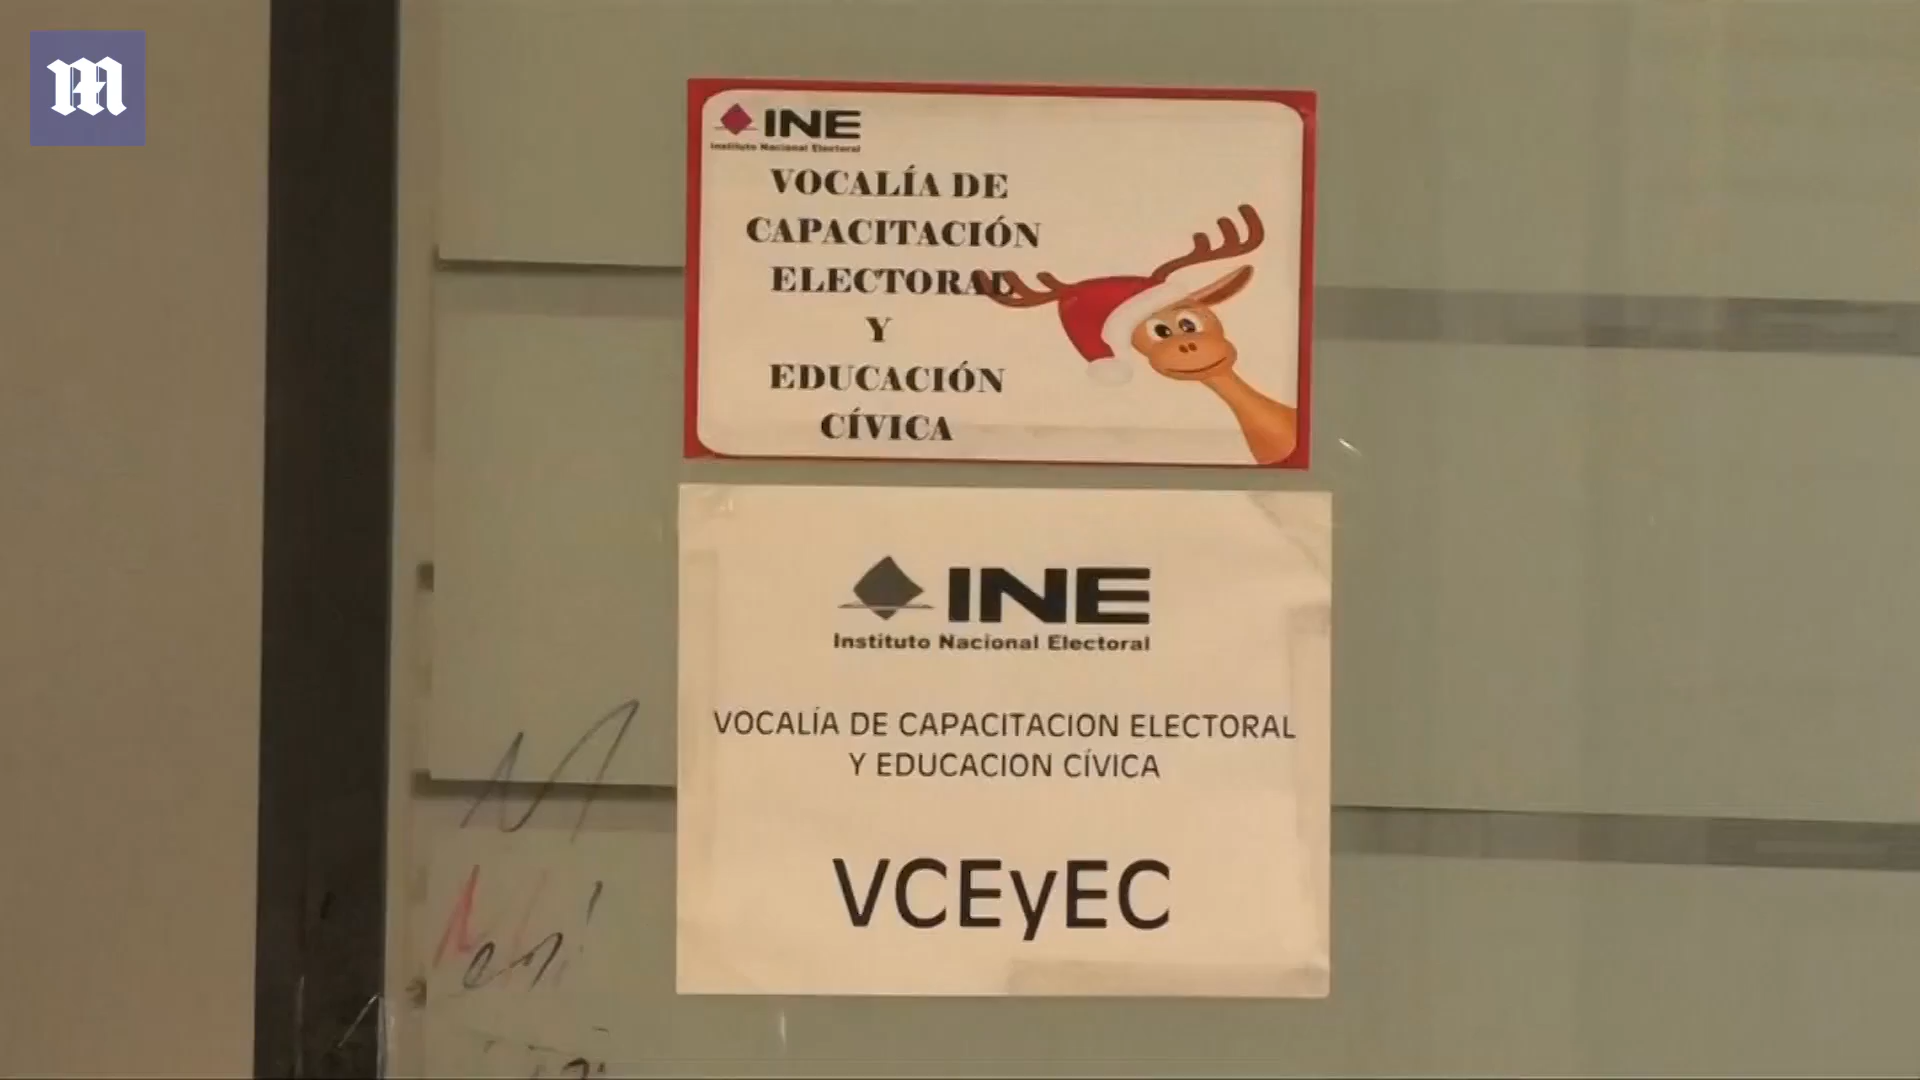 M
INE
Instituto Nacional Electoral
VOCALÍA DE
CAPACITACIÓN
ELECTORAL
Y
EDUCACIÓN
CÍVICA
INE
Instituto Nacional Electoral
VOCALÍA DE CAPACITACION ELECTORAL
Y EDUCACION CÍVICA
VCEyEC